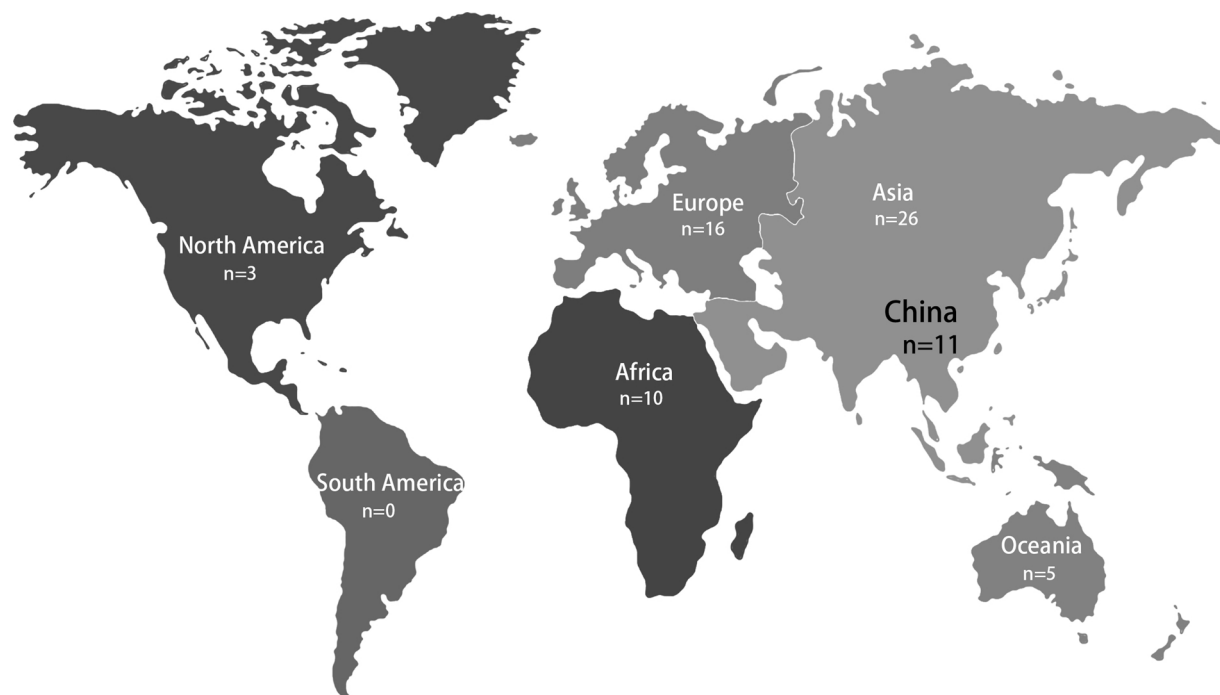 North America
n=3
South America
n=0
Europe
n=16
Africa
n=10
Asia
n=26
China
n=11
Oceania
n=5